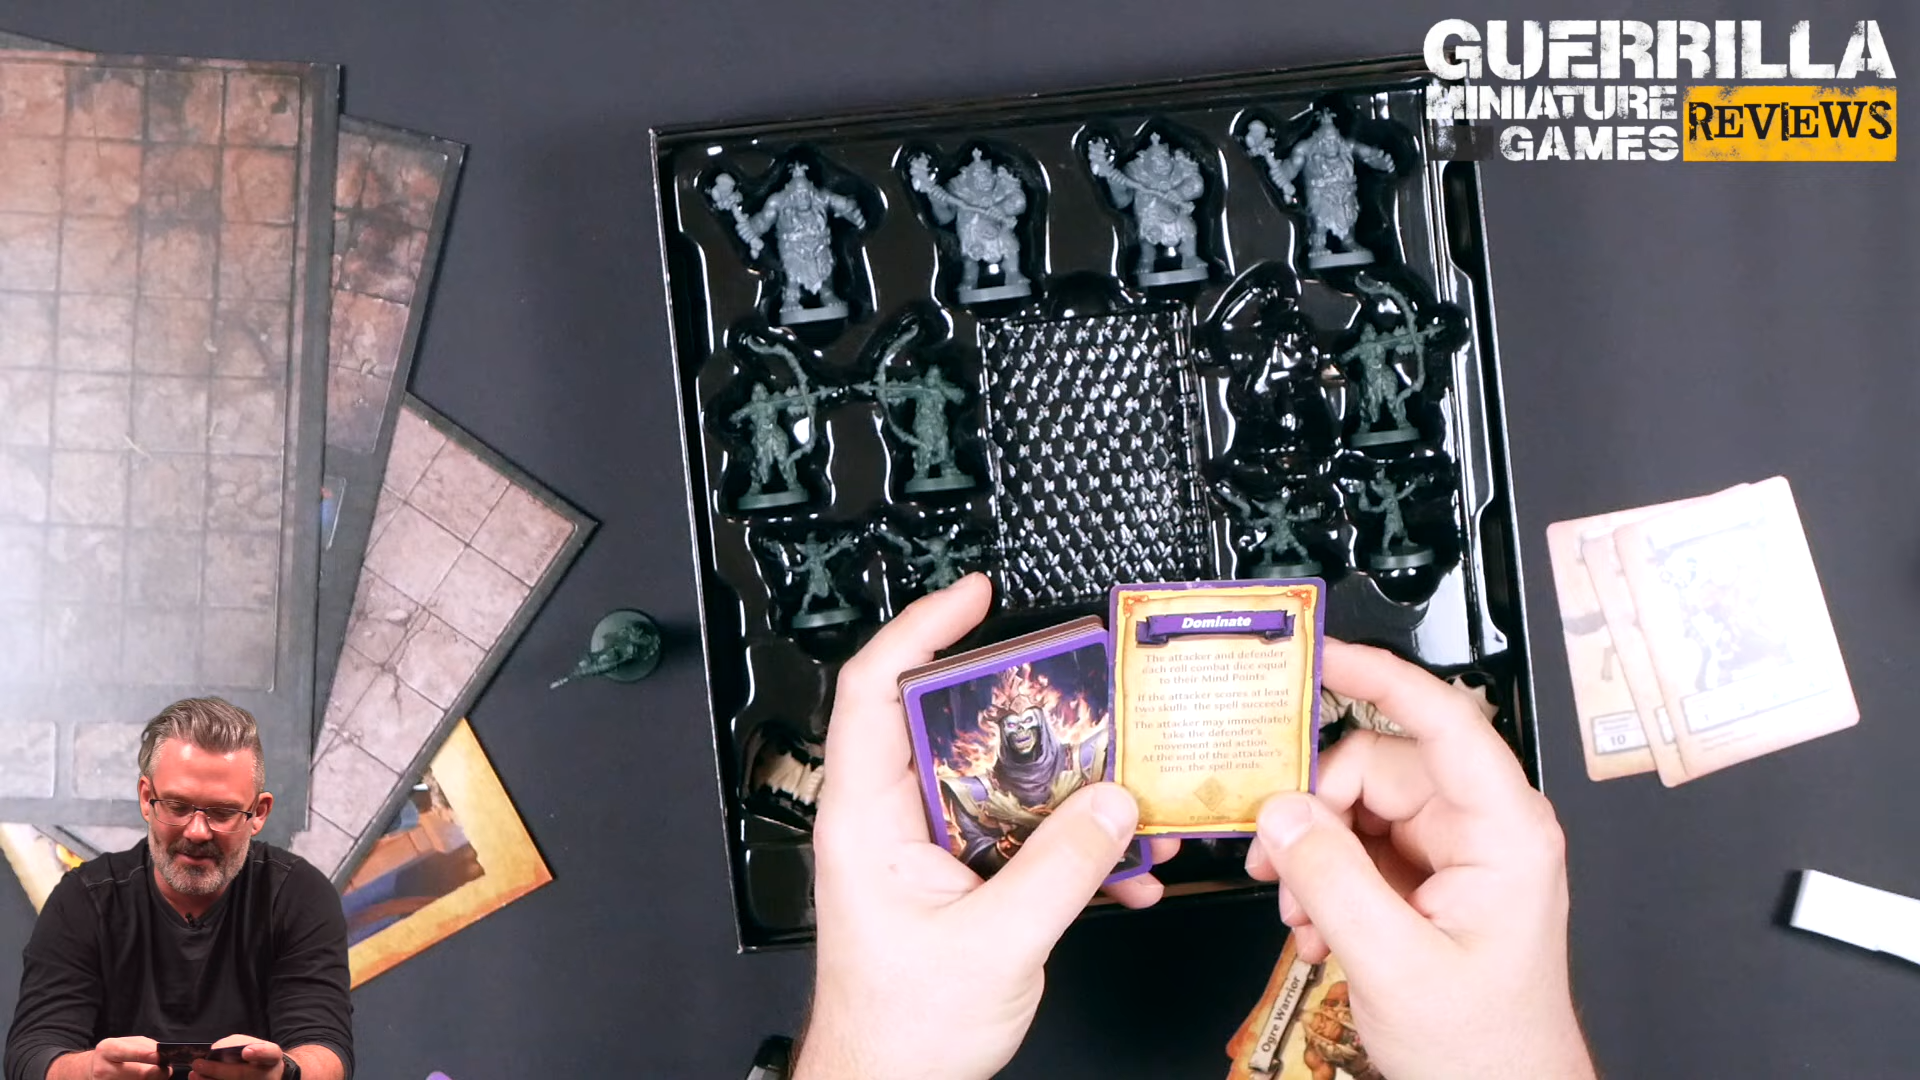 GUERRILLA
MINIATURE
GAMES
REVIEWS
Dominate
The attacker and defender
each roll combat dice equal
to their Mind Points.
If the attacker scores at least
two skulls, the spell succeeds.
The attacker may immediately
take the defender's
movement and action.
At the end of the attacker's
turn, the spell ends.
10
Ogre Warrior